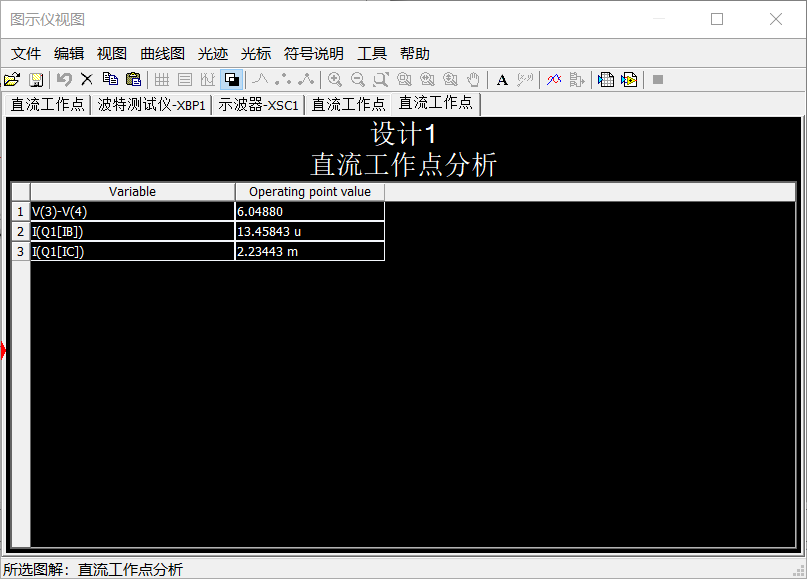 图示仪视图
文件 编辑 视图 曲线图 光迹 光标 符号说明 工具 帮助
A
直流工作点 波特测试仪-XBP1 示波器-XSC1 直流工作点 直流工作点
设计1
直流工作点分析
Variable Operating point value
1 V(3)-V(4) 6.04880
2 I(Q1[IB]) 13.45843 u
3 I(Q1[IC]) 2.23443 m
所选图解：直流工作点分析